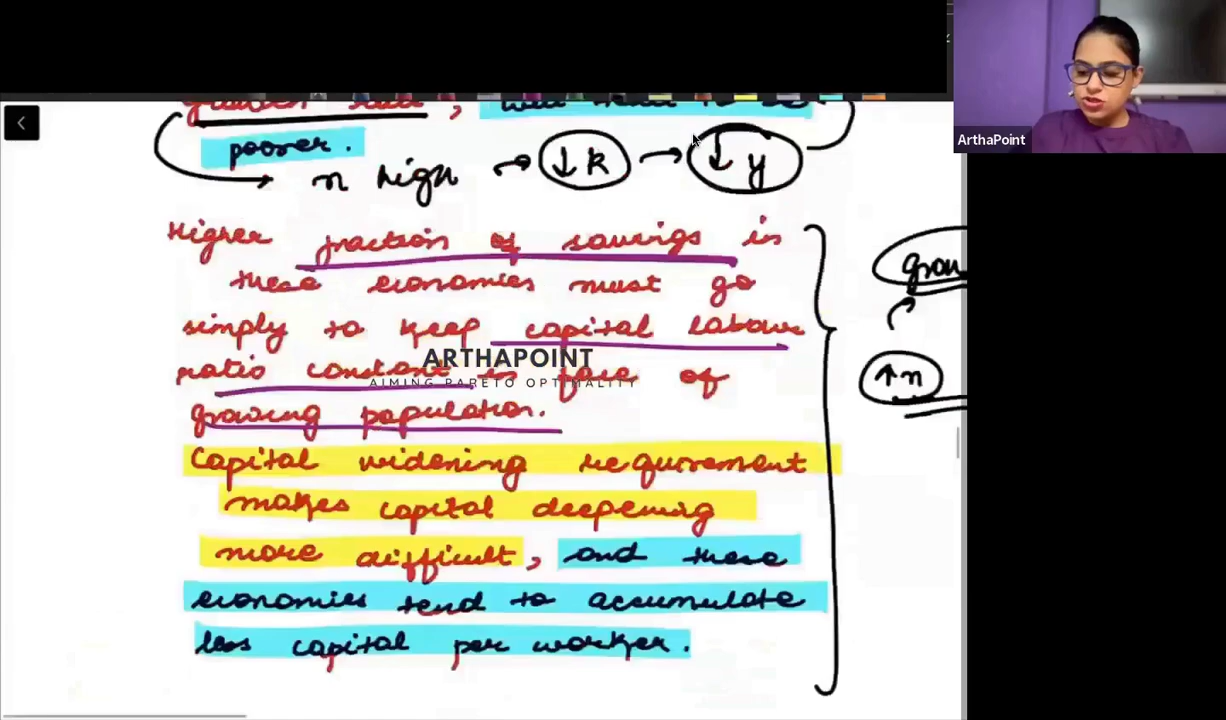 poorer.
n high → ↓k → ↓y
Higher fraction of savings in
these economies must go
simply to keep capital labour
ratio constant in face of
growing population.
Capital widening requirement
makes capital deepening
more difficult, and these
economies tend to accumulate
less capital per worker.
↑n
ARTHAPOINT
AIMING PARETO OPTIMALITY
ArthaPoint